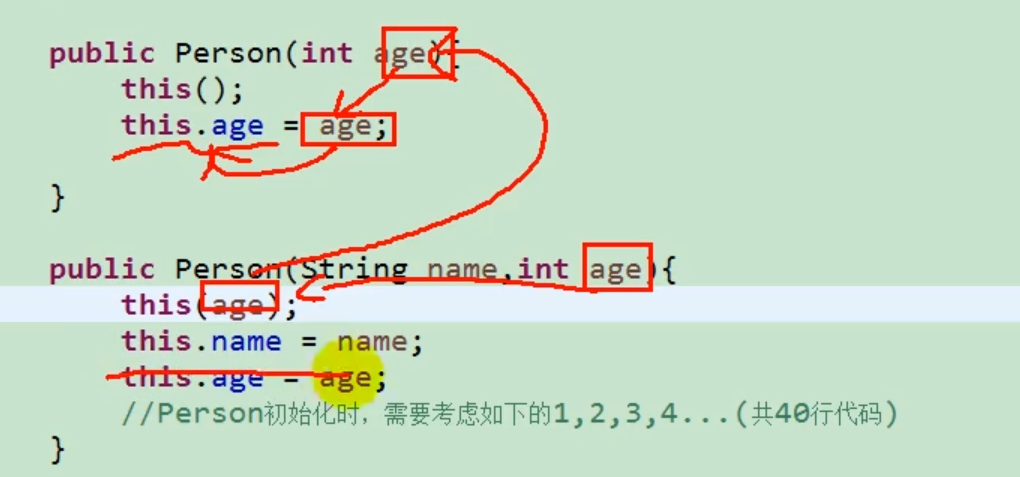 public Person(int age){
this();
this.age = age;
}
public Person(String name,int age){
this(age);
this.name = name;
this.age = age;
//Person初始化时，需要考虑如下的1,2,3,4...(共40行代码)
}